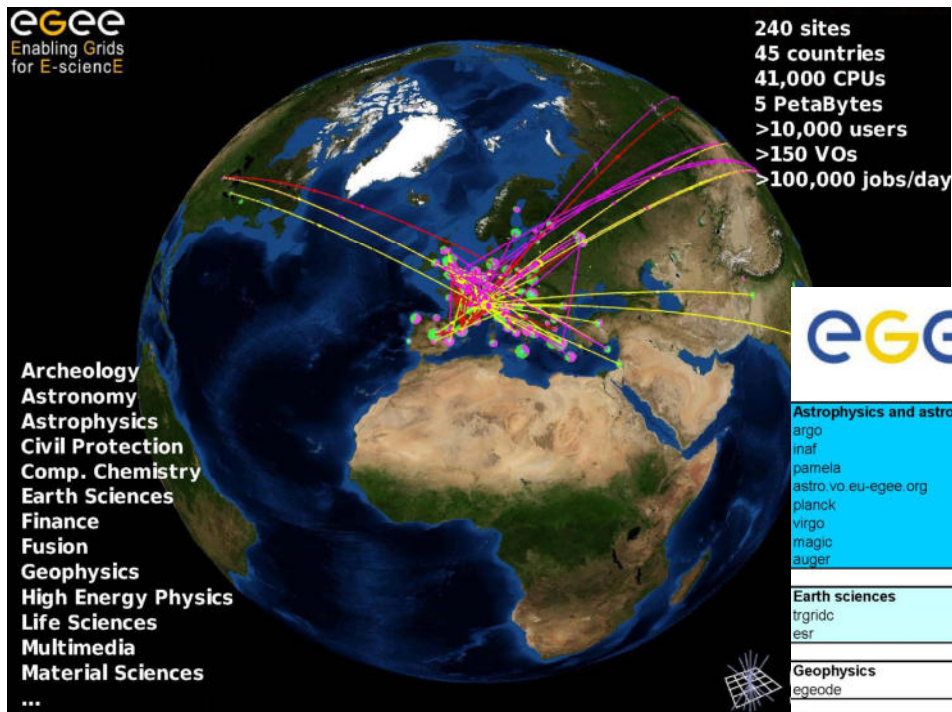 eGee
Enabling Grids
for E-sciencE
240 sites
45 countries
41,000 CPUs
5 PetaBytes
>10,000 users
>150 VOs
>100,000 jobs/day
Archeology
Astronomy
Astrophysics
Civil Protection
Comp. Chemistry
Earth Sciences
Finance
Fusion
Geophysics
High Energy Physics
Life Sciences
Multimedia
Material Sciences
...
eGe
Astrophysics and astro
argo
inaf
pamela
astro.vo.eu-egee.org
planck
virgo
magic
auger
Earth sciences
trgridc
esr
Geophysics
egeode